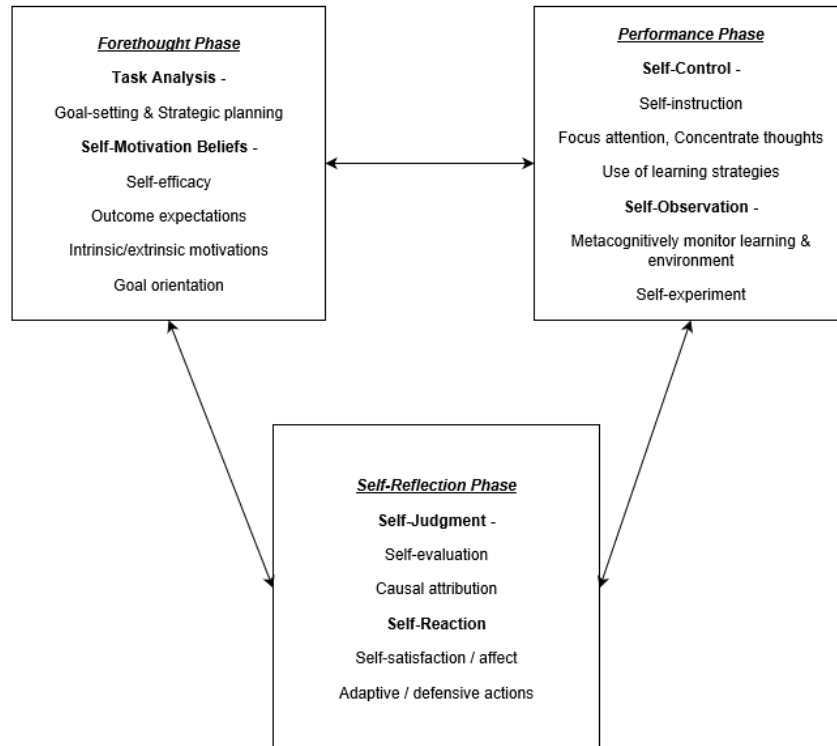 Forethought Phase
Task Analysis -
Goal-setting & Strategic planning
Self-Motivation Beliefs -
Self-efficacy
Outcome expectations
Intrinsic/extrinsic motivations
Goal orientation
Performance Phase
Self-Control -
Self-instruction
Focus attention, Concentrate thoughts
Use of learning strategies
Self-Observation -
Metacognitively monitor learning &
environment
Self-experiment
Self-Reflection Phase
Self-Judgment -
Self-evaluation
Causal attribution
Self-Reaction
Self-satisfaction / affect
Adaptive / defensive actions